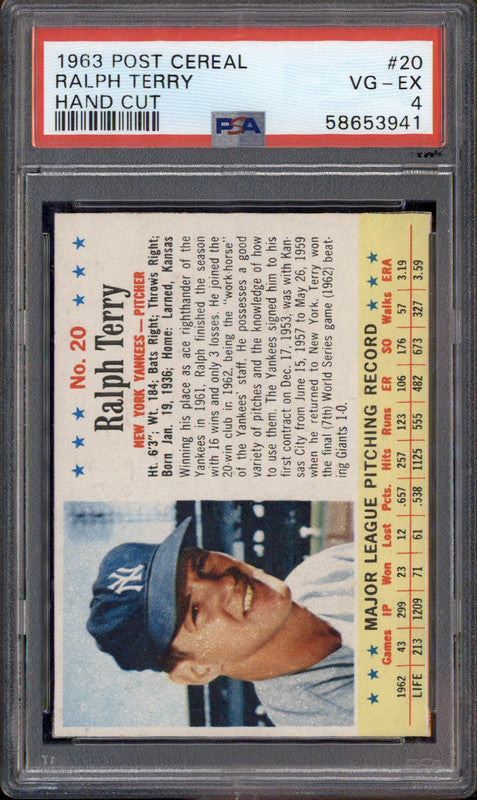 1963 POST CEREAL #20
RALPH TERRY VG-EX
HAND CUT 4
PSA 58653941
★ ★ ★ No. 20 ★ ★ ★
Ralph Terry
NEW YORK YANKEES—PITCHER
Ht. 6'3"; Wt. 184; Bats Right; Throws Right;
Born Jan. 19, 1936; Home: Larned, Kansas
Winning his place as ace righthander of the
Yankees in 1961, Ralph finished the season
with 16 wins and only 3 losses. He joined the
20-win club in 1962, being the "work-horse"
of the Yankees staff. He possesses a good
variety of pitches and the knowledge of how
to use them. The Yankees signed him to his
first contract on Dec. 17, 1953, was with Kan-
sas City from June 15, 1957 to May 26, 1959
when he returned to New York. Terry won
the final (7th) World Series game (1962) beat-
ing Giants 1-0.
NY
★ ★ ★ MAJOR LEAGUE PITCHING RECORD ★ ★ ★
Games IP Won Lost Pcts. Hits Runs ER SO Walks ERA
1962 43 299 23 12 .657 257 123 106 176 57 3.19
LIFE 213 1209 71 61 .538 1125 555 482 673 327 3.59